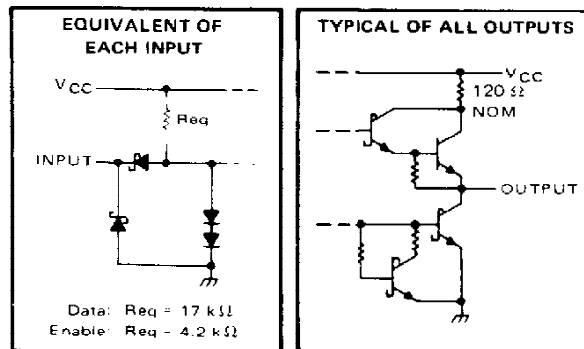 EQUIVALENT OF
EACH INPUT
VCC
Req
INPUT
Data: Req = 17 kΩ
Enable: Req = 4.2 kΩ
TYPICAL OF ALL OUTPUTS
VCC
120 Ω
NOM
OUTPUT